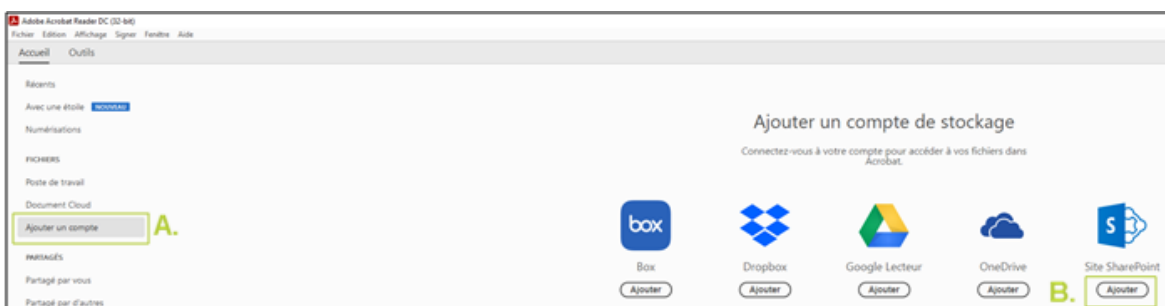 Adobe Acrobat Reader DC (32-bit)
Fichier Edition Affichage Signer Fenêtre Aide
Accueil Outils
Récents
Avec une étoile NOUVEAU
Numérisations
FICHIERS
Poste de travail
Document Cloud
Ajouter un compte A.
PARTAGÉS
Partagé par vous
Partagé par d'autres
Ajouter un compte de stockage
Connectez-vous à votre compte pour accéder à vos fichiers dans
Acrobat.
box
S
Box Dropbox Google Lecteur OneDrive Site SharePoint
Ajouter Ajouter Ajouter Ajouter B. Ajouter